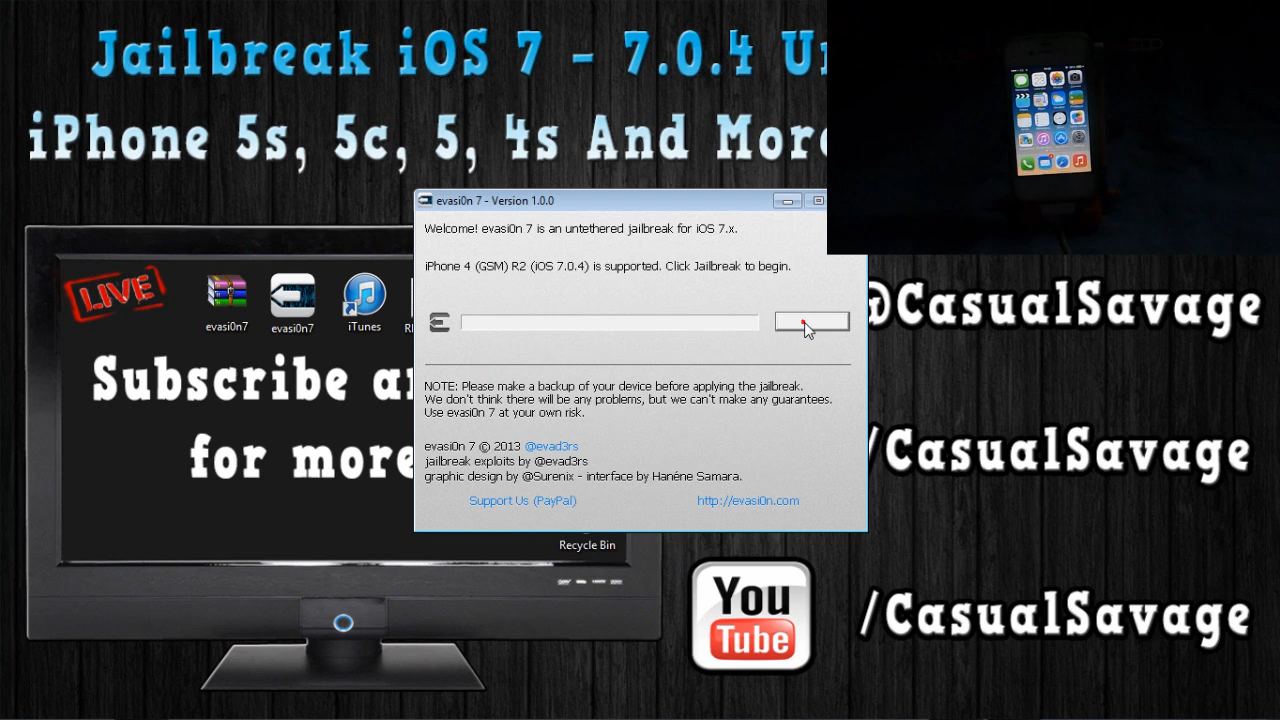 Jailbreak iOS 7 - 7.0.4 U
iPhone 5s, 5c, 5, 4s And More
evasi0n 7 - Version 1.0.0
Welcome! evasi0n 7 is an untethered jailbreak for iOS 7.x.
iPhone 4 (GSM) R2 (iOS 7.0.4) is supported. Click Jailbreak to begin.
LIVE
evasi0n7
evasi0n7
iTunes
@CasualSavage
Subscribe a
for more
NOTE: Please make a backup of your device before applying the jailbreak.
We don't think there will be any problems, but we can't make any guarantees.
Use evasi0n 7 at your own risk.
evasi0n 7 © 2013 @evad3rs
jailbreak exploits by @evad3rs
graphic design by @Surenix - interface by Hanéne Samara.
Support Us (PayPal) http://evasi0n.com
/CasualSavage
Recycle Bin
You
Tube
/CasualSavage